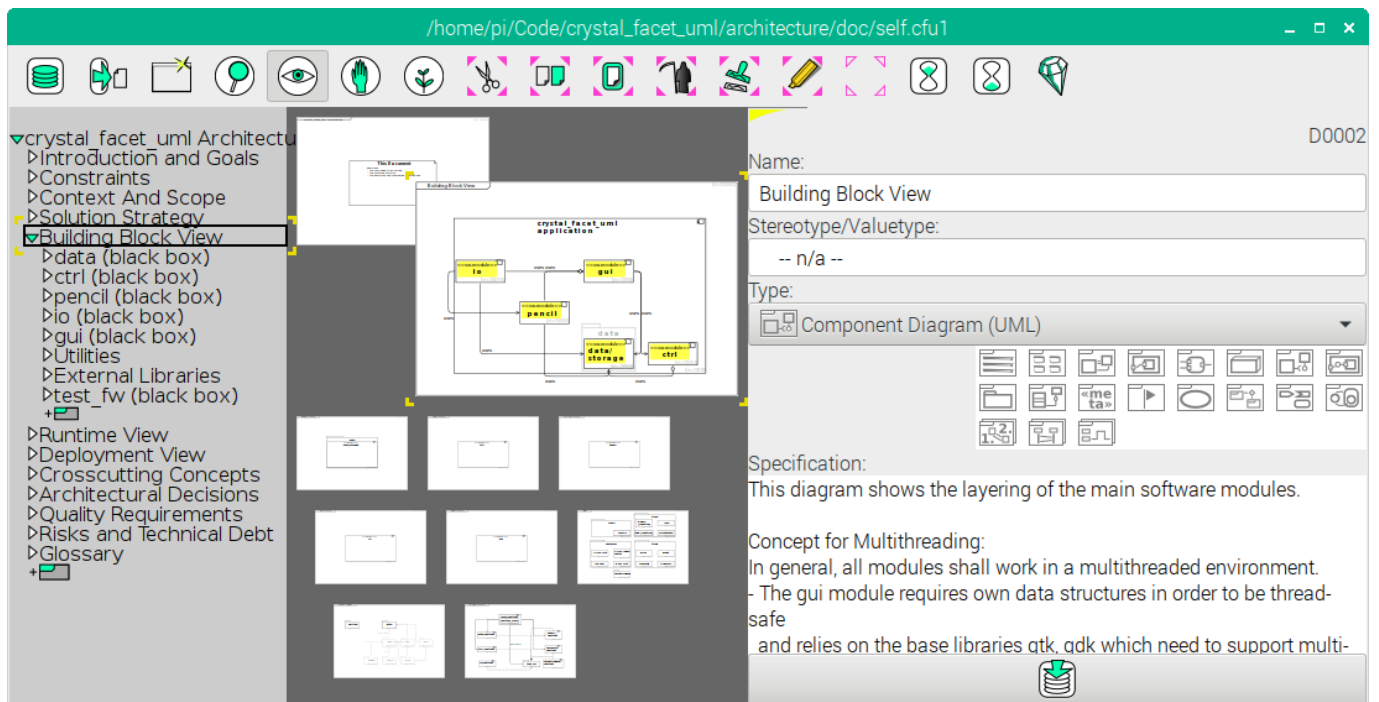 /home/pi/Code/crystal_facet_uml/architecture/doc/self.cfu1
crystal_facet_uml Architectu
Introduction and Goals
Constraints
Context And Scope
Solution Strategy
Building Block View
data (black box)
ctrl (black box)
pencil (black box)
io (black box)
gui (black box)
Utilities
External Libraries
test_fw (black box)
Runtime View
Deployment View
Crosscutting Concepts
Architectural Decisions
Quality Requirements
Risks and Technical Debt
Glossary
This Document
Building Block View
crystal_facet_uml
application
io
gui
pencil
data
data/
storage
ctrl
D0002
Name:
Building Block View
Stereotype/Valuetype:
-- n/a --
Type:
Component Diagram (UML)
«me
ta»
1.
2.
Specification:
This diagram shows the layering of the main software modules.
Concept for Multithreading:
In general, all modules shall work in a multithreaded environment.
- The gui module requires own data structures in order to be thread-
safe
and relies on the base libraries gtk, gdk which need to support multi-